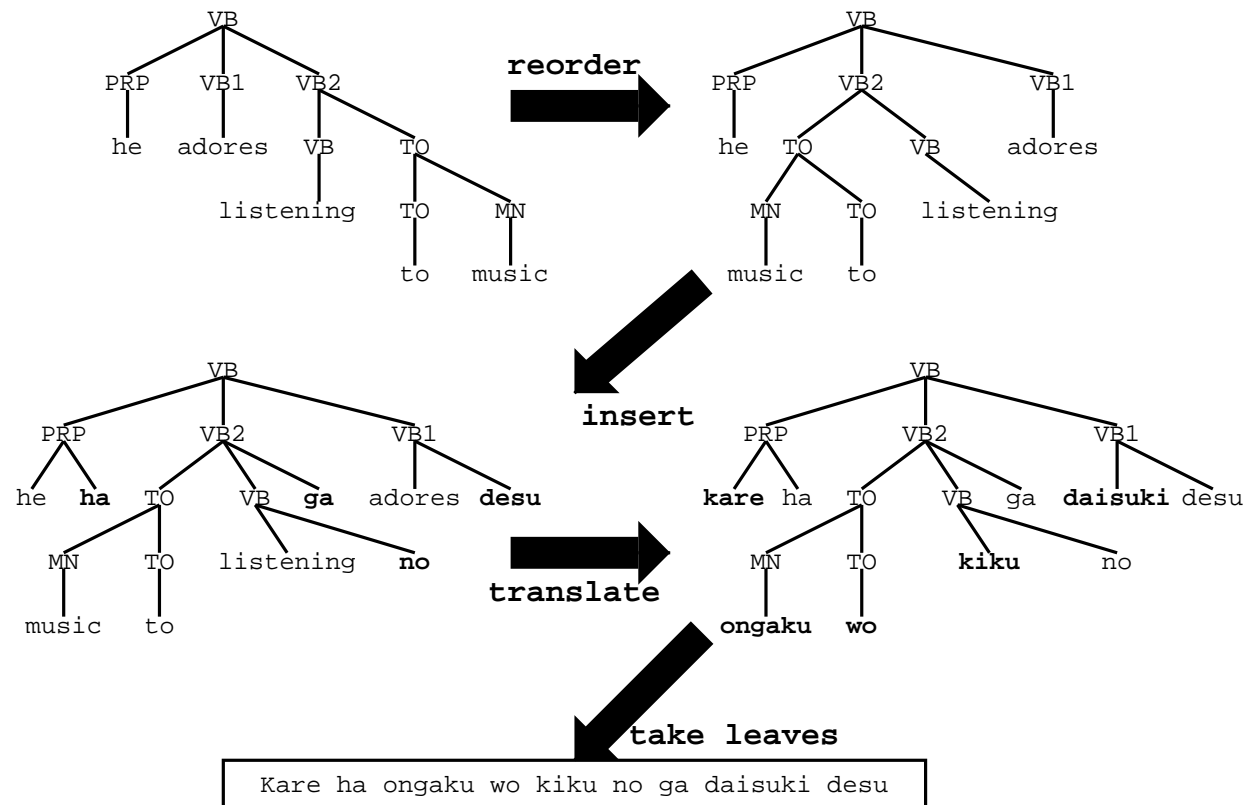 VB VB
reorder
PRP VB1 VB2 PRP VB2 VB1
he adores VB TO he TO VB adores
listening TO MN MN TO listening
to music music to
VB VB
insert
PRP VB2 VB1 PRP VB2 VB1
he ha TO VB ga adores desu kare ha TO VB ga daisuki desu
MN TO listening no MN TO kiku no
translate
music to ongaku wo
take leaves
Kare ha ongaku wo kiku no ga daisuki desu